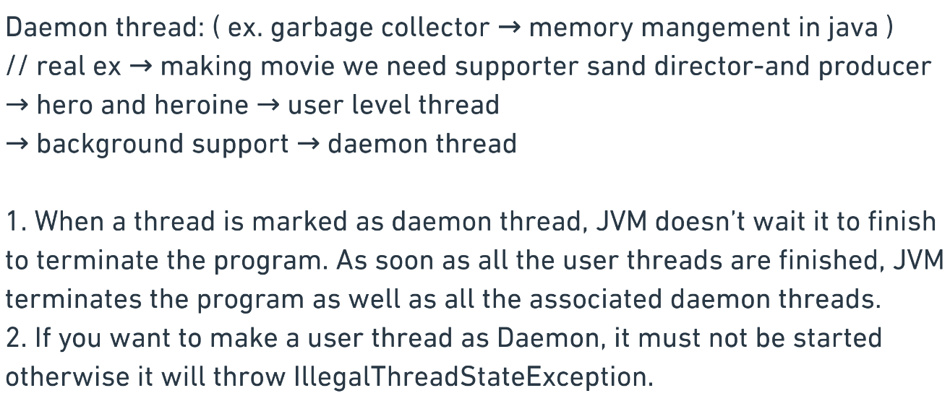 Daemon thread: ( ex. garbage collector → memory mangement in java )
// real ex → making movie we need supporter sand director-and producer
→ hero and heroine → user level thread
→ background support → daemon thread
1. When a thread is marked as daemon thread, JVM doesn't wait it to finish
to terminate the program. As soon as all the user threads are finished, JVM
terminates the program as well as all the associated daemon threads.
2. If you want to make a user thread as Daemon, it must not be started
otherwise it will throw IllegalThreadStateException.